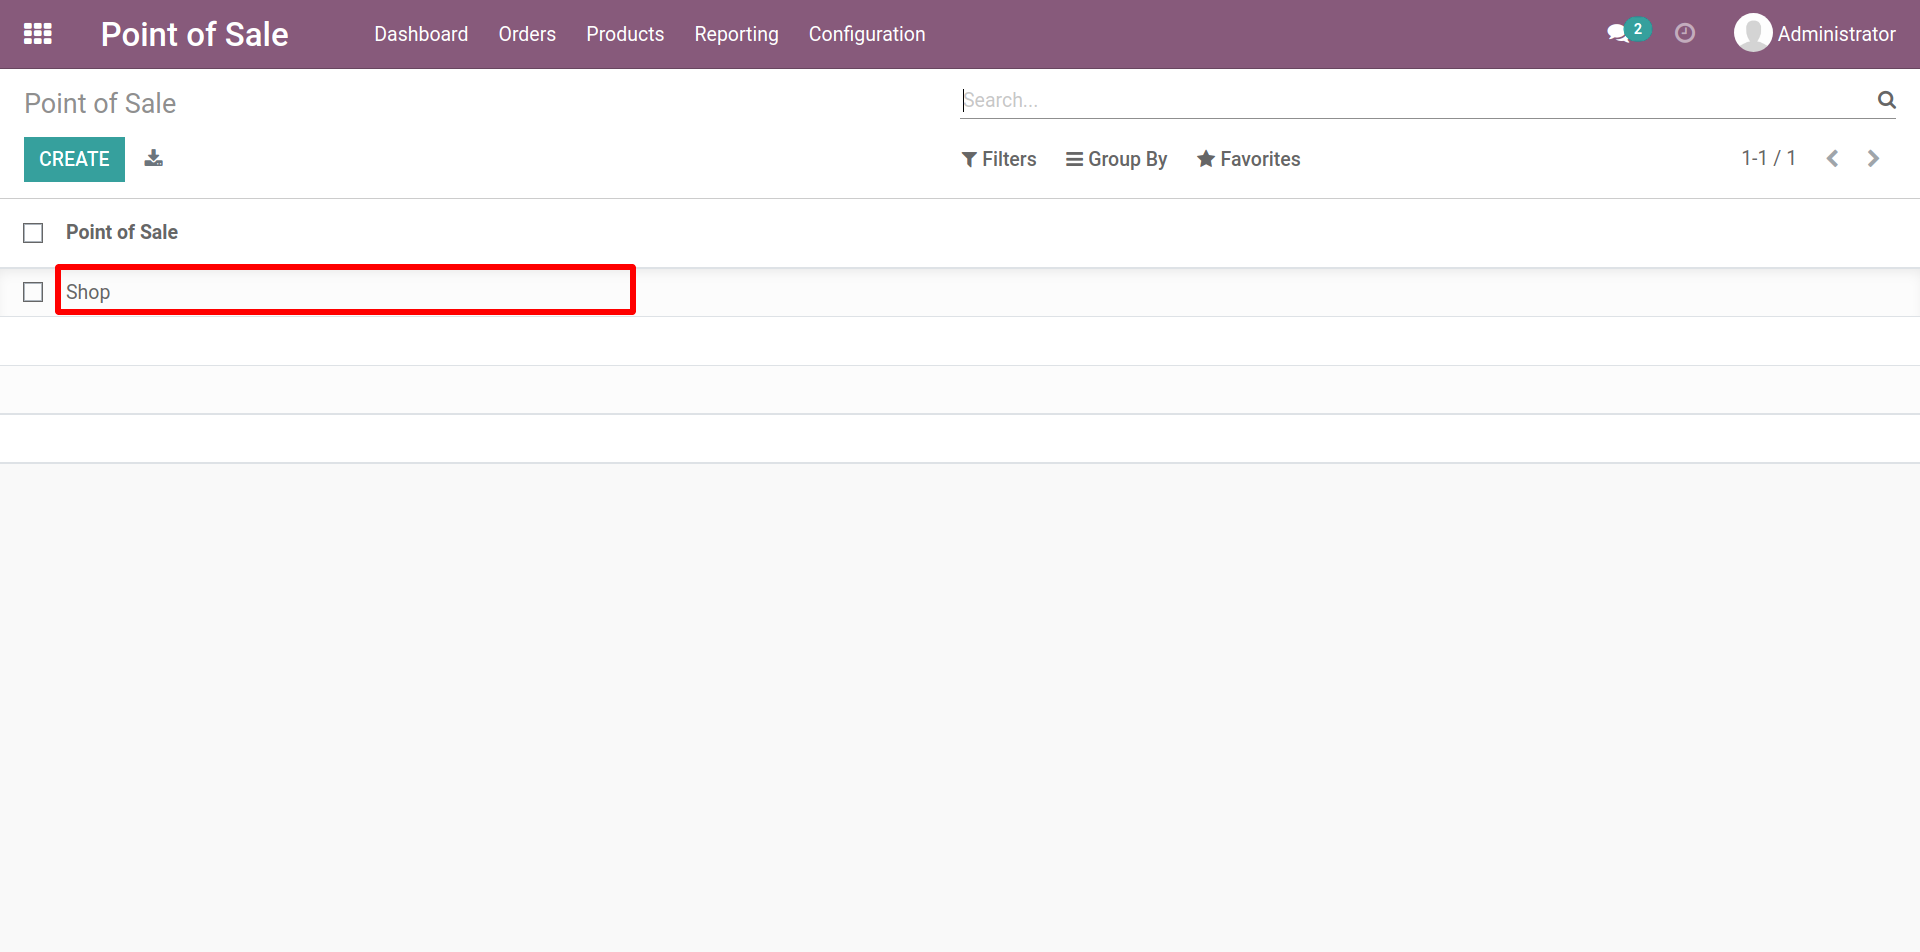 Point of Sale Dashboard Orders Products Reporting Configuration 2 Administrator
Point of Sale Search...
CREATE Filters Group By Favorites 1-1 / 1
Point of Sale
Shop